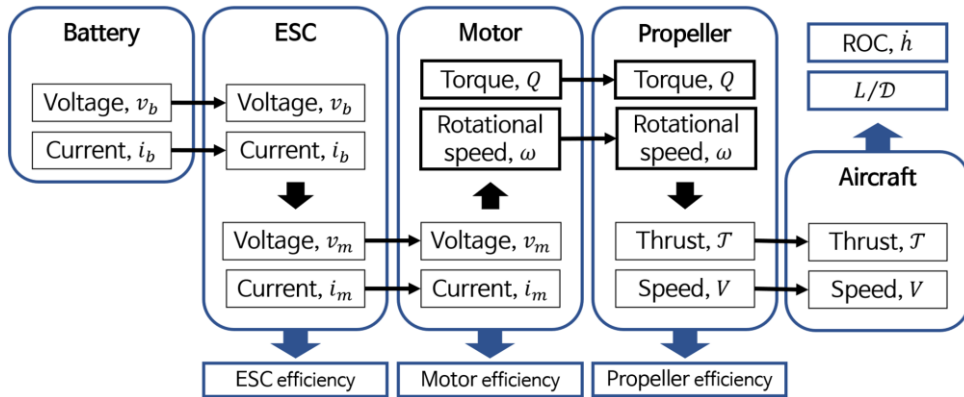 Battery
Voltage, v_b
Current, i_b
ESC
Voltage, v_b
Current, i_b
Voltage, v_m
Current, i_m
ESC efficiency
Motor
Torque, Q
Rotational
speed, ω
Voltage, v_m
Current, i_m
Motor efficiency
Propeller
Torque, Q
Rotational
speed, ω
Thrust, 𝒯
Speed, V
Propeller efficiency
ROC, ḣ
L/𝒟
Aircraft
Thrust, 𝒯
Speed, V